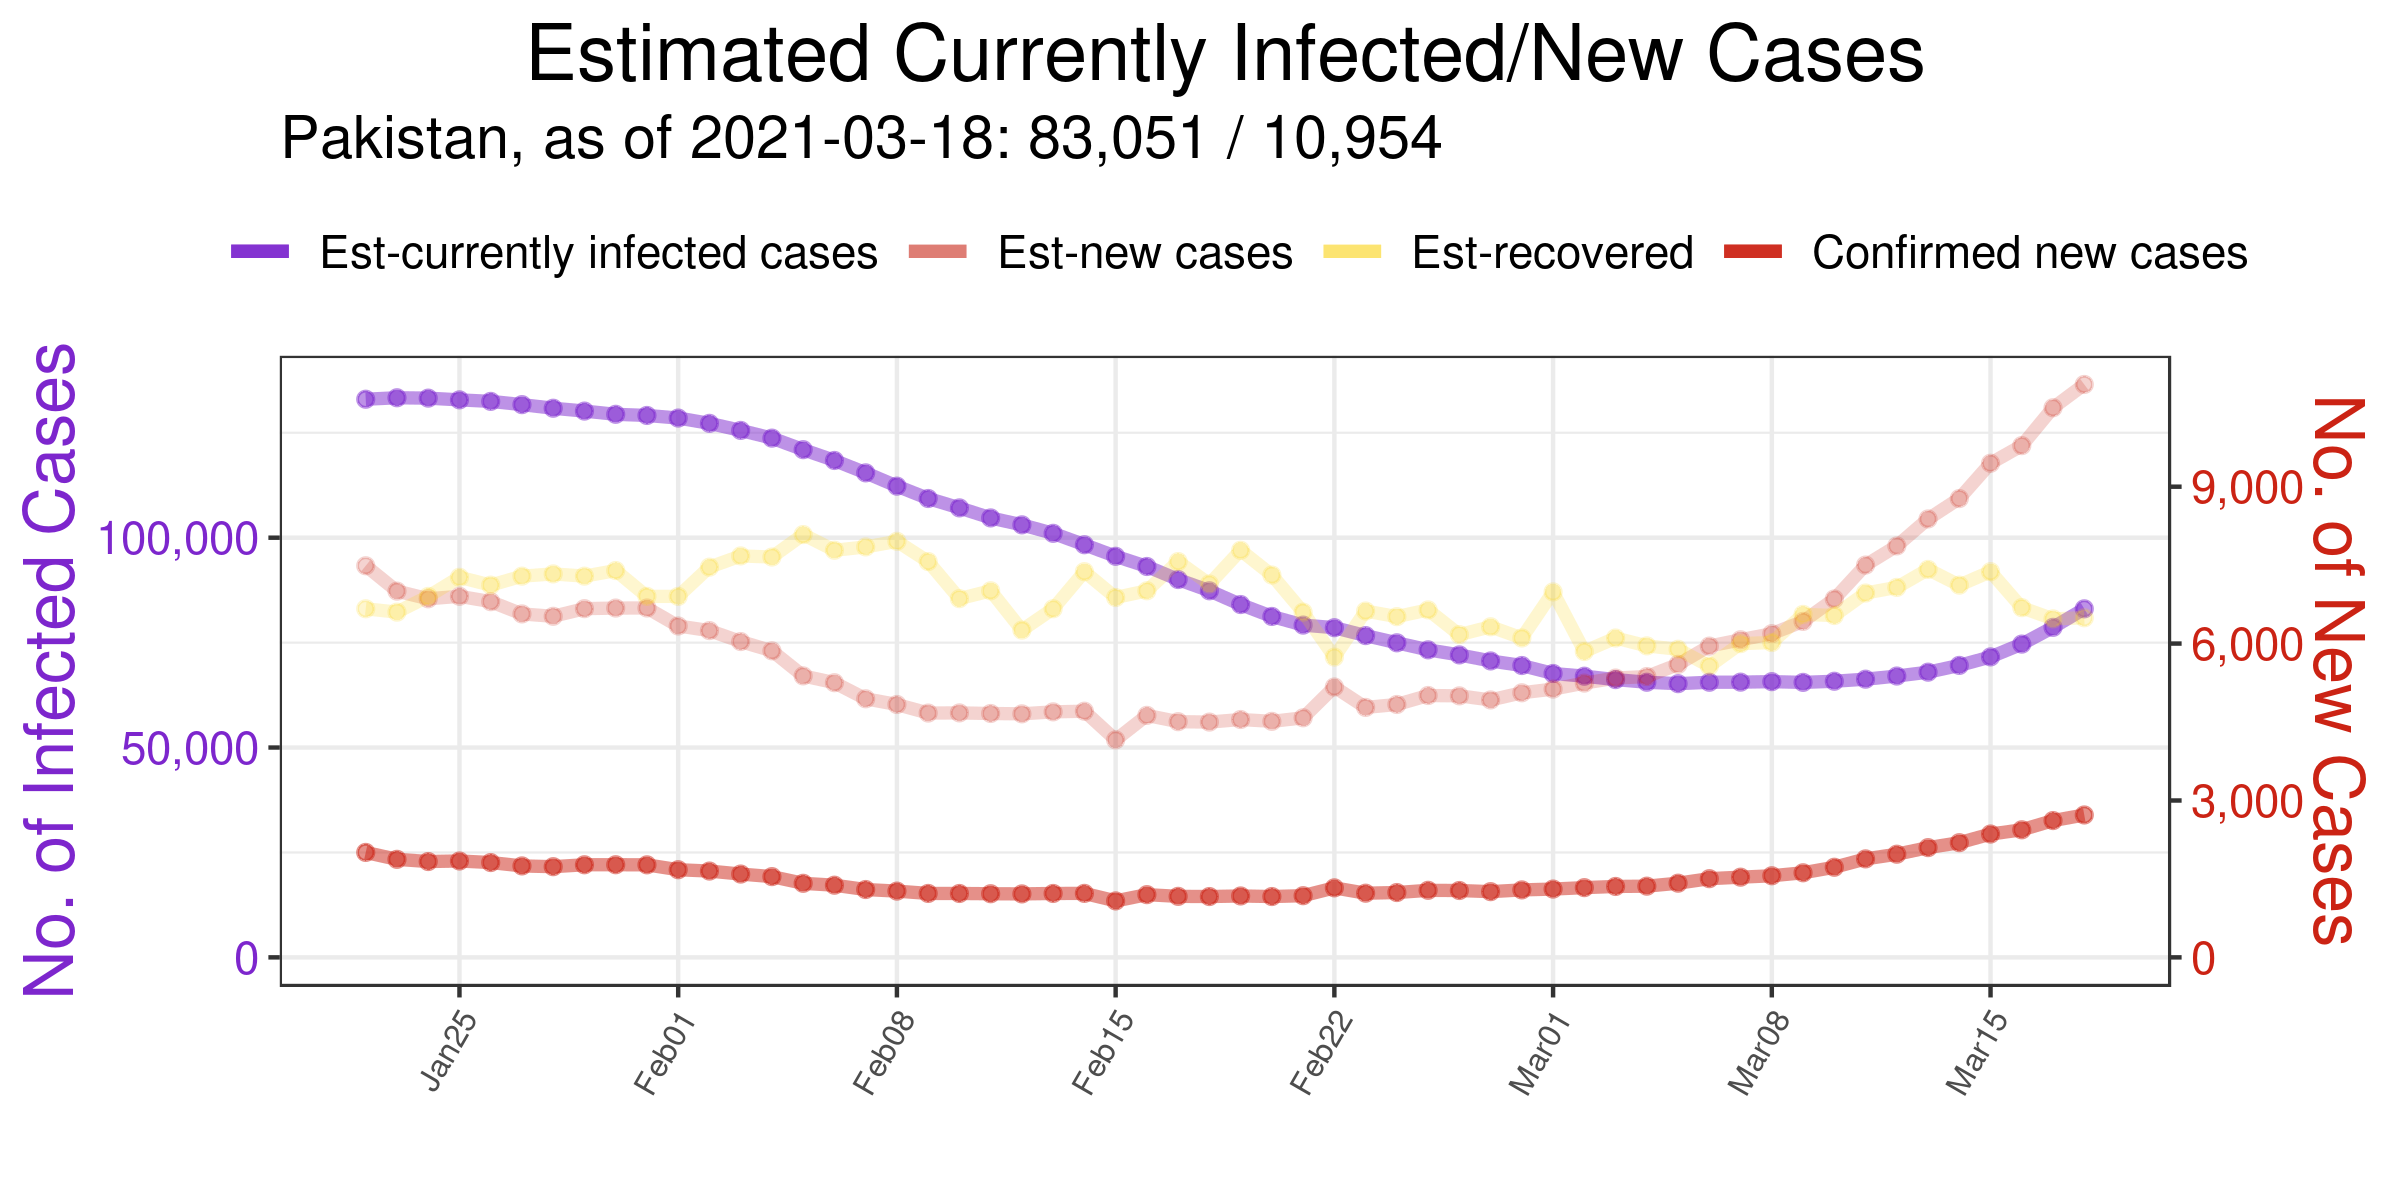 Estimated Currently Infected/New Cases
Pakistan, as of 2021-03-18: 83,051 / 10,954
Est-currently infected cases Est-new cases Est-recovered Confirmed new cases
No. of Infected Cases
100,000
50,000
0
9,000
6,000
3,000
0
No. of New Cases
Jan25 Feb01 Feb08 Feb15 Feb22 Mar01 Mar08 Mar15